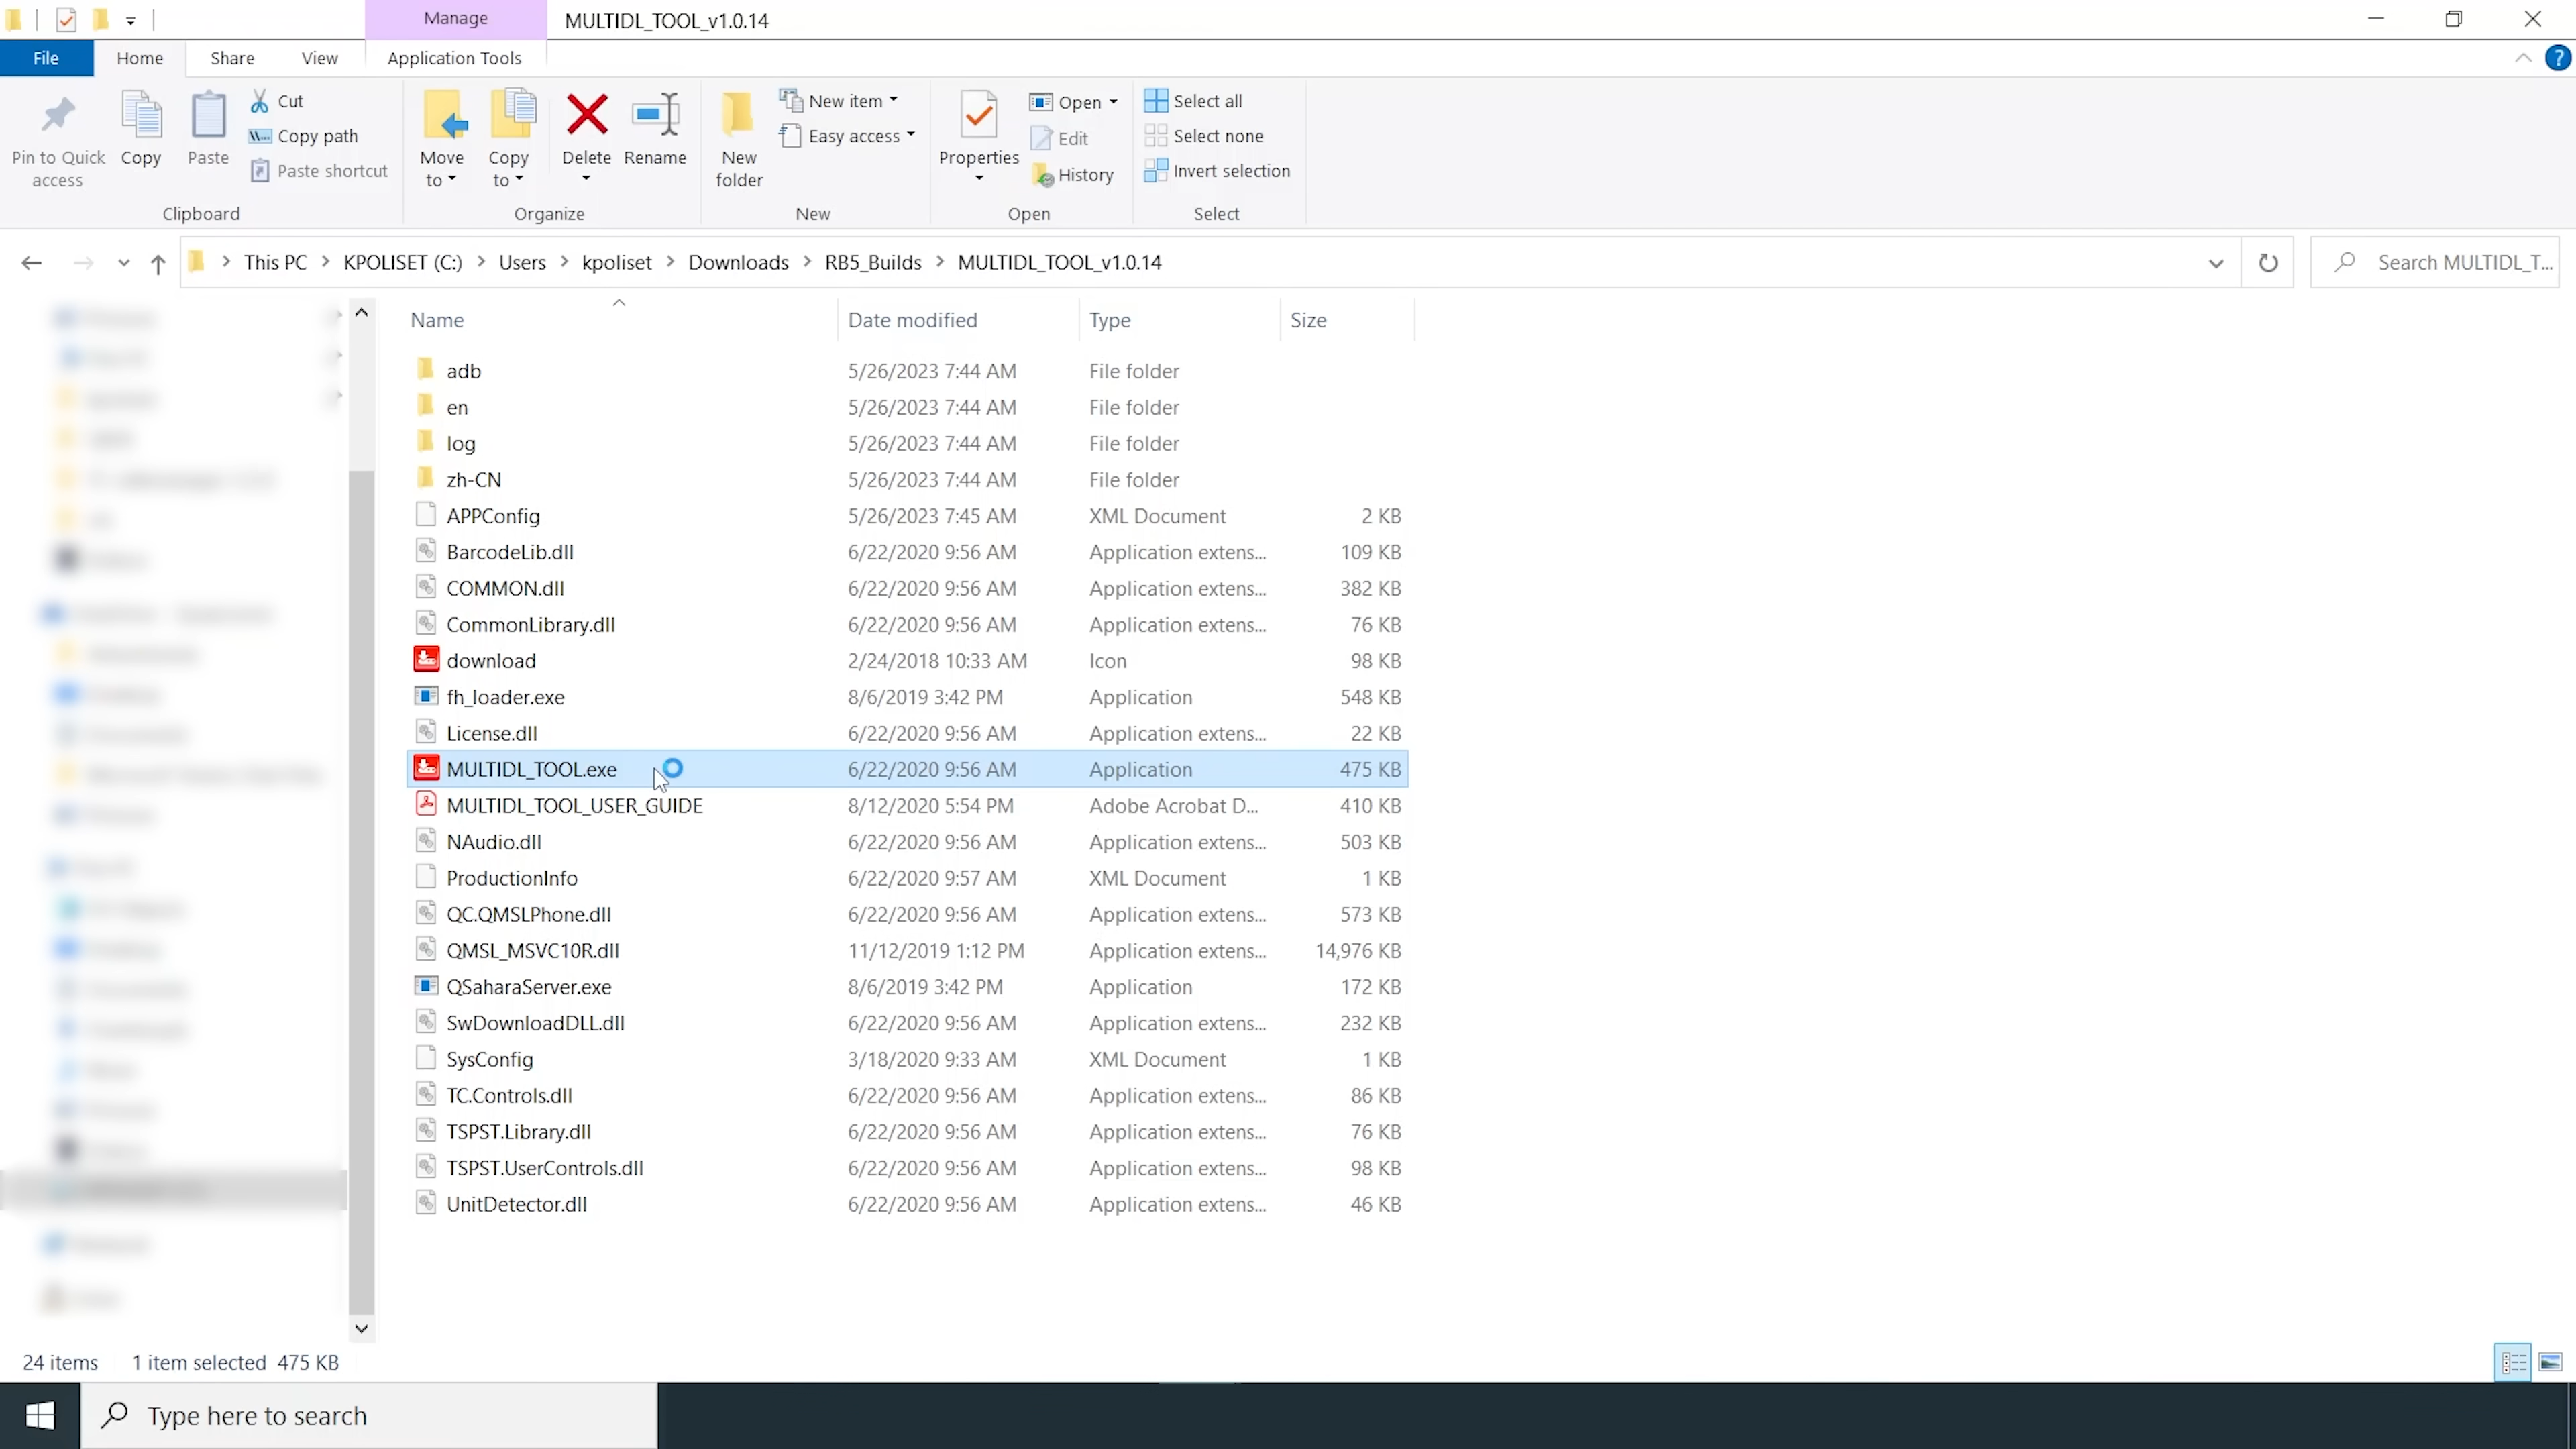 Manage
MULTIDL_TOOL_v1.0.14
File
Home
Share
View
Application Tools
Pin to Quick access
Copy
Paste
Cut
Copy path
Paste shortcut
Clipboard
Move to
Copy to
Delete
Rename
Organize
New folder
New item
Easy access
New
Properties
Open
Edit
History
Open
Select all
Select none
Invert selection
Select
This PC > KPOLISET (C:) > Users > kpoliset > Downloads > RB5_Builds > MULTIDL_TOOL_v1.0.14
Search MULTIDL_T...
Name Date modified Type Size
adb 5/26/2023 7:44 AM File folder
en 5/26/2023 7:44 AM File folder
log 5/26/2023 7:44 AM File folder
zh-CN 5/26/2023 7:44 AM File folder
APPConfig 5/26/2023 7:45 AM XML Document 2 KB
BarcodeLib.dll 6/22/2020 9:56 AM Application extens... 109 KB
COMMON.dll 6/22/2020 9:56 AM Application extens... 382 KB
CommonLibrary.dll 6/22/2020 9:56 AM Application extens... 76 KB
download 2/24/2018 10:33 AM Icon 98 KB
fh_loader.exe 8/6/2019 3:42 PM Application 548 KB
License.dll 6/22/2020 9:56 AM Application extens... 22 KB
MULTIDL_TOOL.exe 6/22/2020 9:56 AM Application 475 KB
MULTIDL_TOOL_USER_GUIDE 8/12/2020 5:54 PM Adobe Acrobat D... 410 KB
NAudio.dll 6/22/2020 9:56 AM Application extens... 503 KB
ProductionInfo 6/22/2020 9:57 AM XML Document 1 KB
QC.QMSLPhone.dll 6/22/2020 9:56 AM Application extens... 573 KB
QMSL_MSVC10R.dll 11/12/2019 1:12 PM Application extens... 14,976 KB
QSaharaServer.exe 8/6/2019 3:42 PM Application 172 KB
SwDownloadDLL.dll 6/22/2020 9:56 AM Application extens... 232 KB
SysConfig 3/18/2020 9:33 AM XML Document 1 KB
TC.Controls.dll 6/22/2020 9:56 AM Application extens... 86 KB
TSPST.Library.dll 6/22/2020 9:56 AM Application extens... 76 KB
TSPST.UserControls.dll 6/22/2020 9:56 AM Application extens... 98 KB
UnitDetector.dll 6/22/2020 9:56 AM Application extens... 46 KB
24 items 1 item selected 475 KB
Type here to search